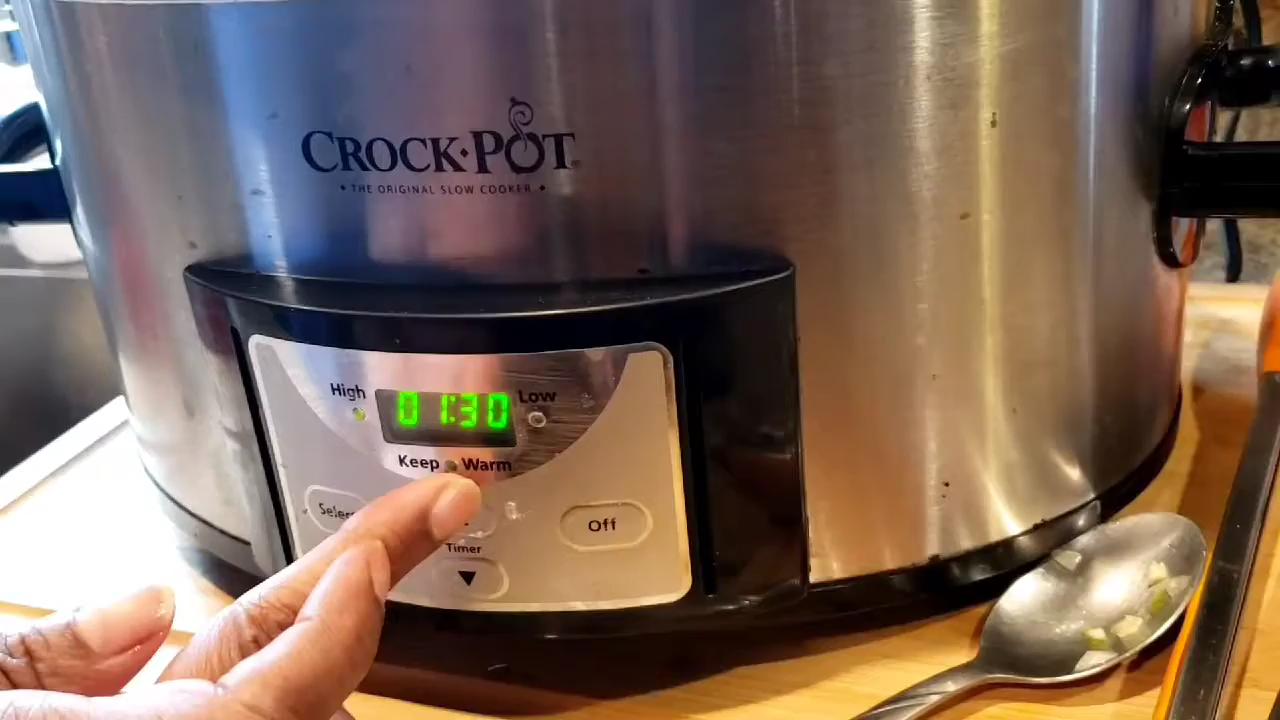 CROCK·POT
• THE ORIGINAL SLOW COOKER •
High
01:30
Low
Keep Warm
Off
Timer